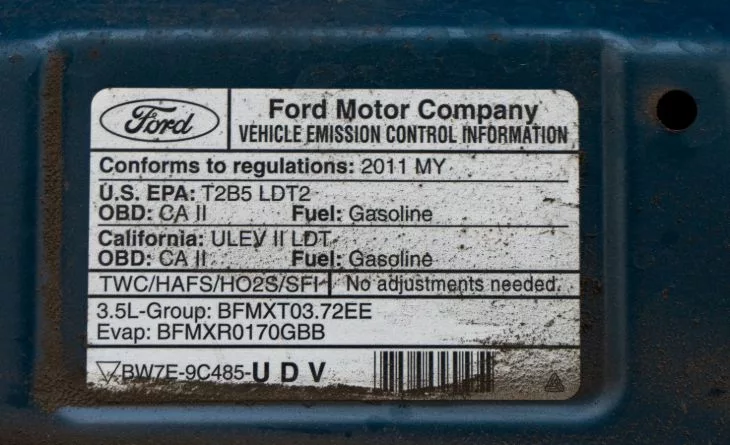 Ford
Ford Motor Company
VEHICLE EMISSION CONTROL INFORMATION
Conforms to regulations: 2011 MY
U.S. EPA: T2B5 LDT2
OBD: CA II Fuel: Gasoline
California: ULEV II LDT
OBD: CA II Fuel: Gasoline
TWC/HAFS/HO2S/SFI No adjustments needed.
3.5L-Group: BFMXT03.72EE
Evap: BFMXR0170GBB
BW7E-9C485-U D V